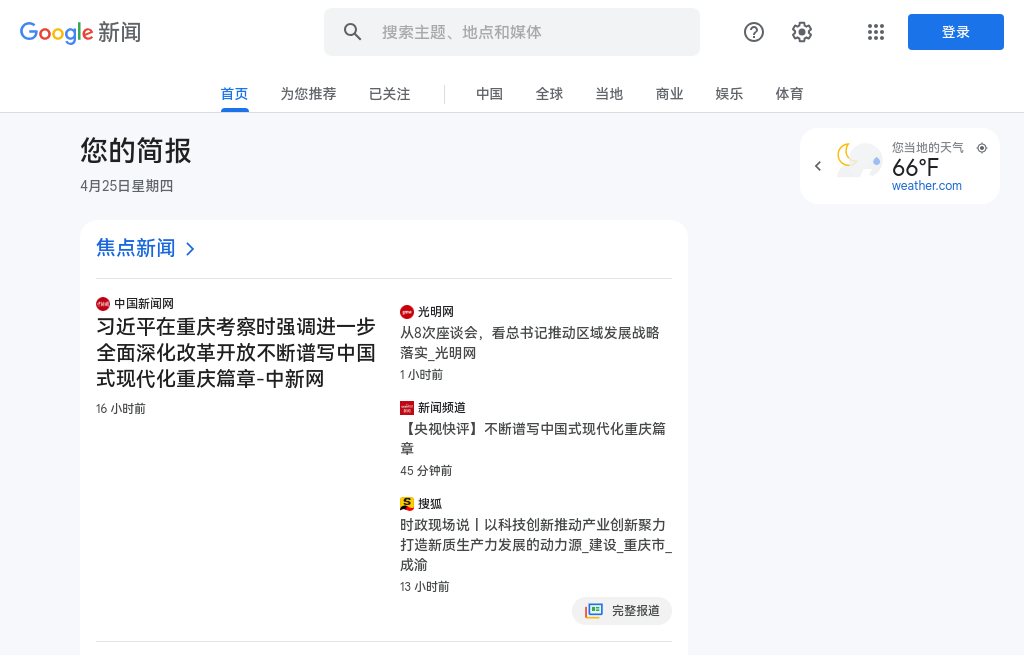 Google 新闻
搜索主题、地点和媒体
登录
首页
为您推荐
已关注
中国
全球
当地
商业
娱乐
体育
您的简报
4月25日星期四
您当地的天气
66°F
weather.com
焦点新闻
中国新闻网
习近平在重庆考察时强调进一步
全面深化改革开放不断谱写中国
式现代化重庆篇章-中新网
16 小时前
光明网
从8次座谈会，看总书记推动区域发展战略
落实_光明网
1 小时前
新闻频道
【央视快评】不断谱写中国式现代化重庆篇
章
45 分钟前
搜狐
时政现场说丨以科技创新推动产业创新聚力
打造新质生产力发展的动力源_建设_重庆市_
成渝
13 小时前
完整报道